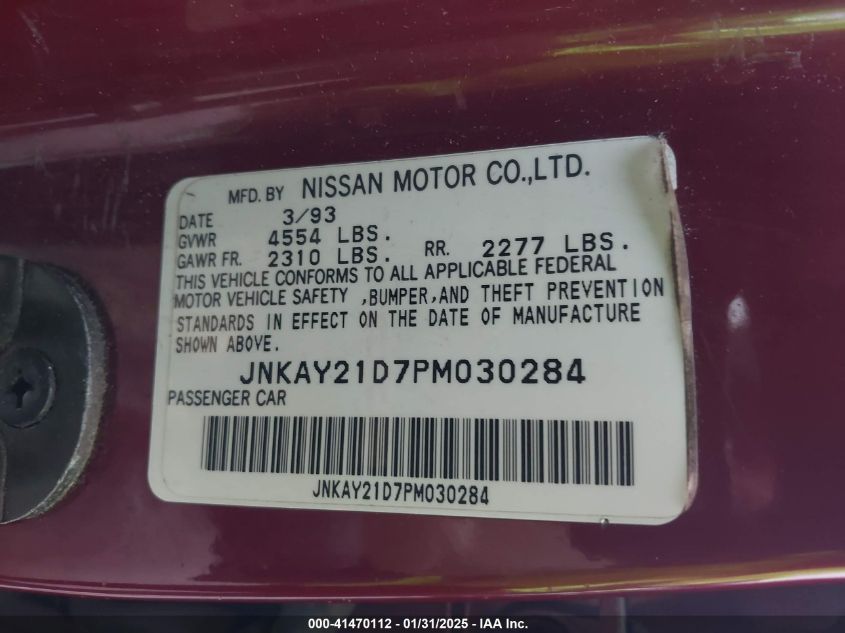 MFD. BY NISSAN MOTOR CO.,LTD.
DATE 3/93
GVWR 4554 LBS.
GAWR FR. 2310 LBS. RR. 2277 LBS.
THIS VEHICLE CONFORMS TO ALL APPLICABLE FEDERAL
MOTOR VEHICLE SAFETY ,BUMPER,AND THEFT PREVENTION
STANDARDS IN EFFECT ON THE DATE OF MANUFACTURE
SHOWN ABOVE.
JNKAY21D7PM030284
PASSENGER CAR
JNKAY21D7PM030284
000-41470112 - 01/31/2025 - IAA Inc.